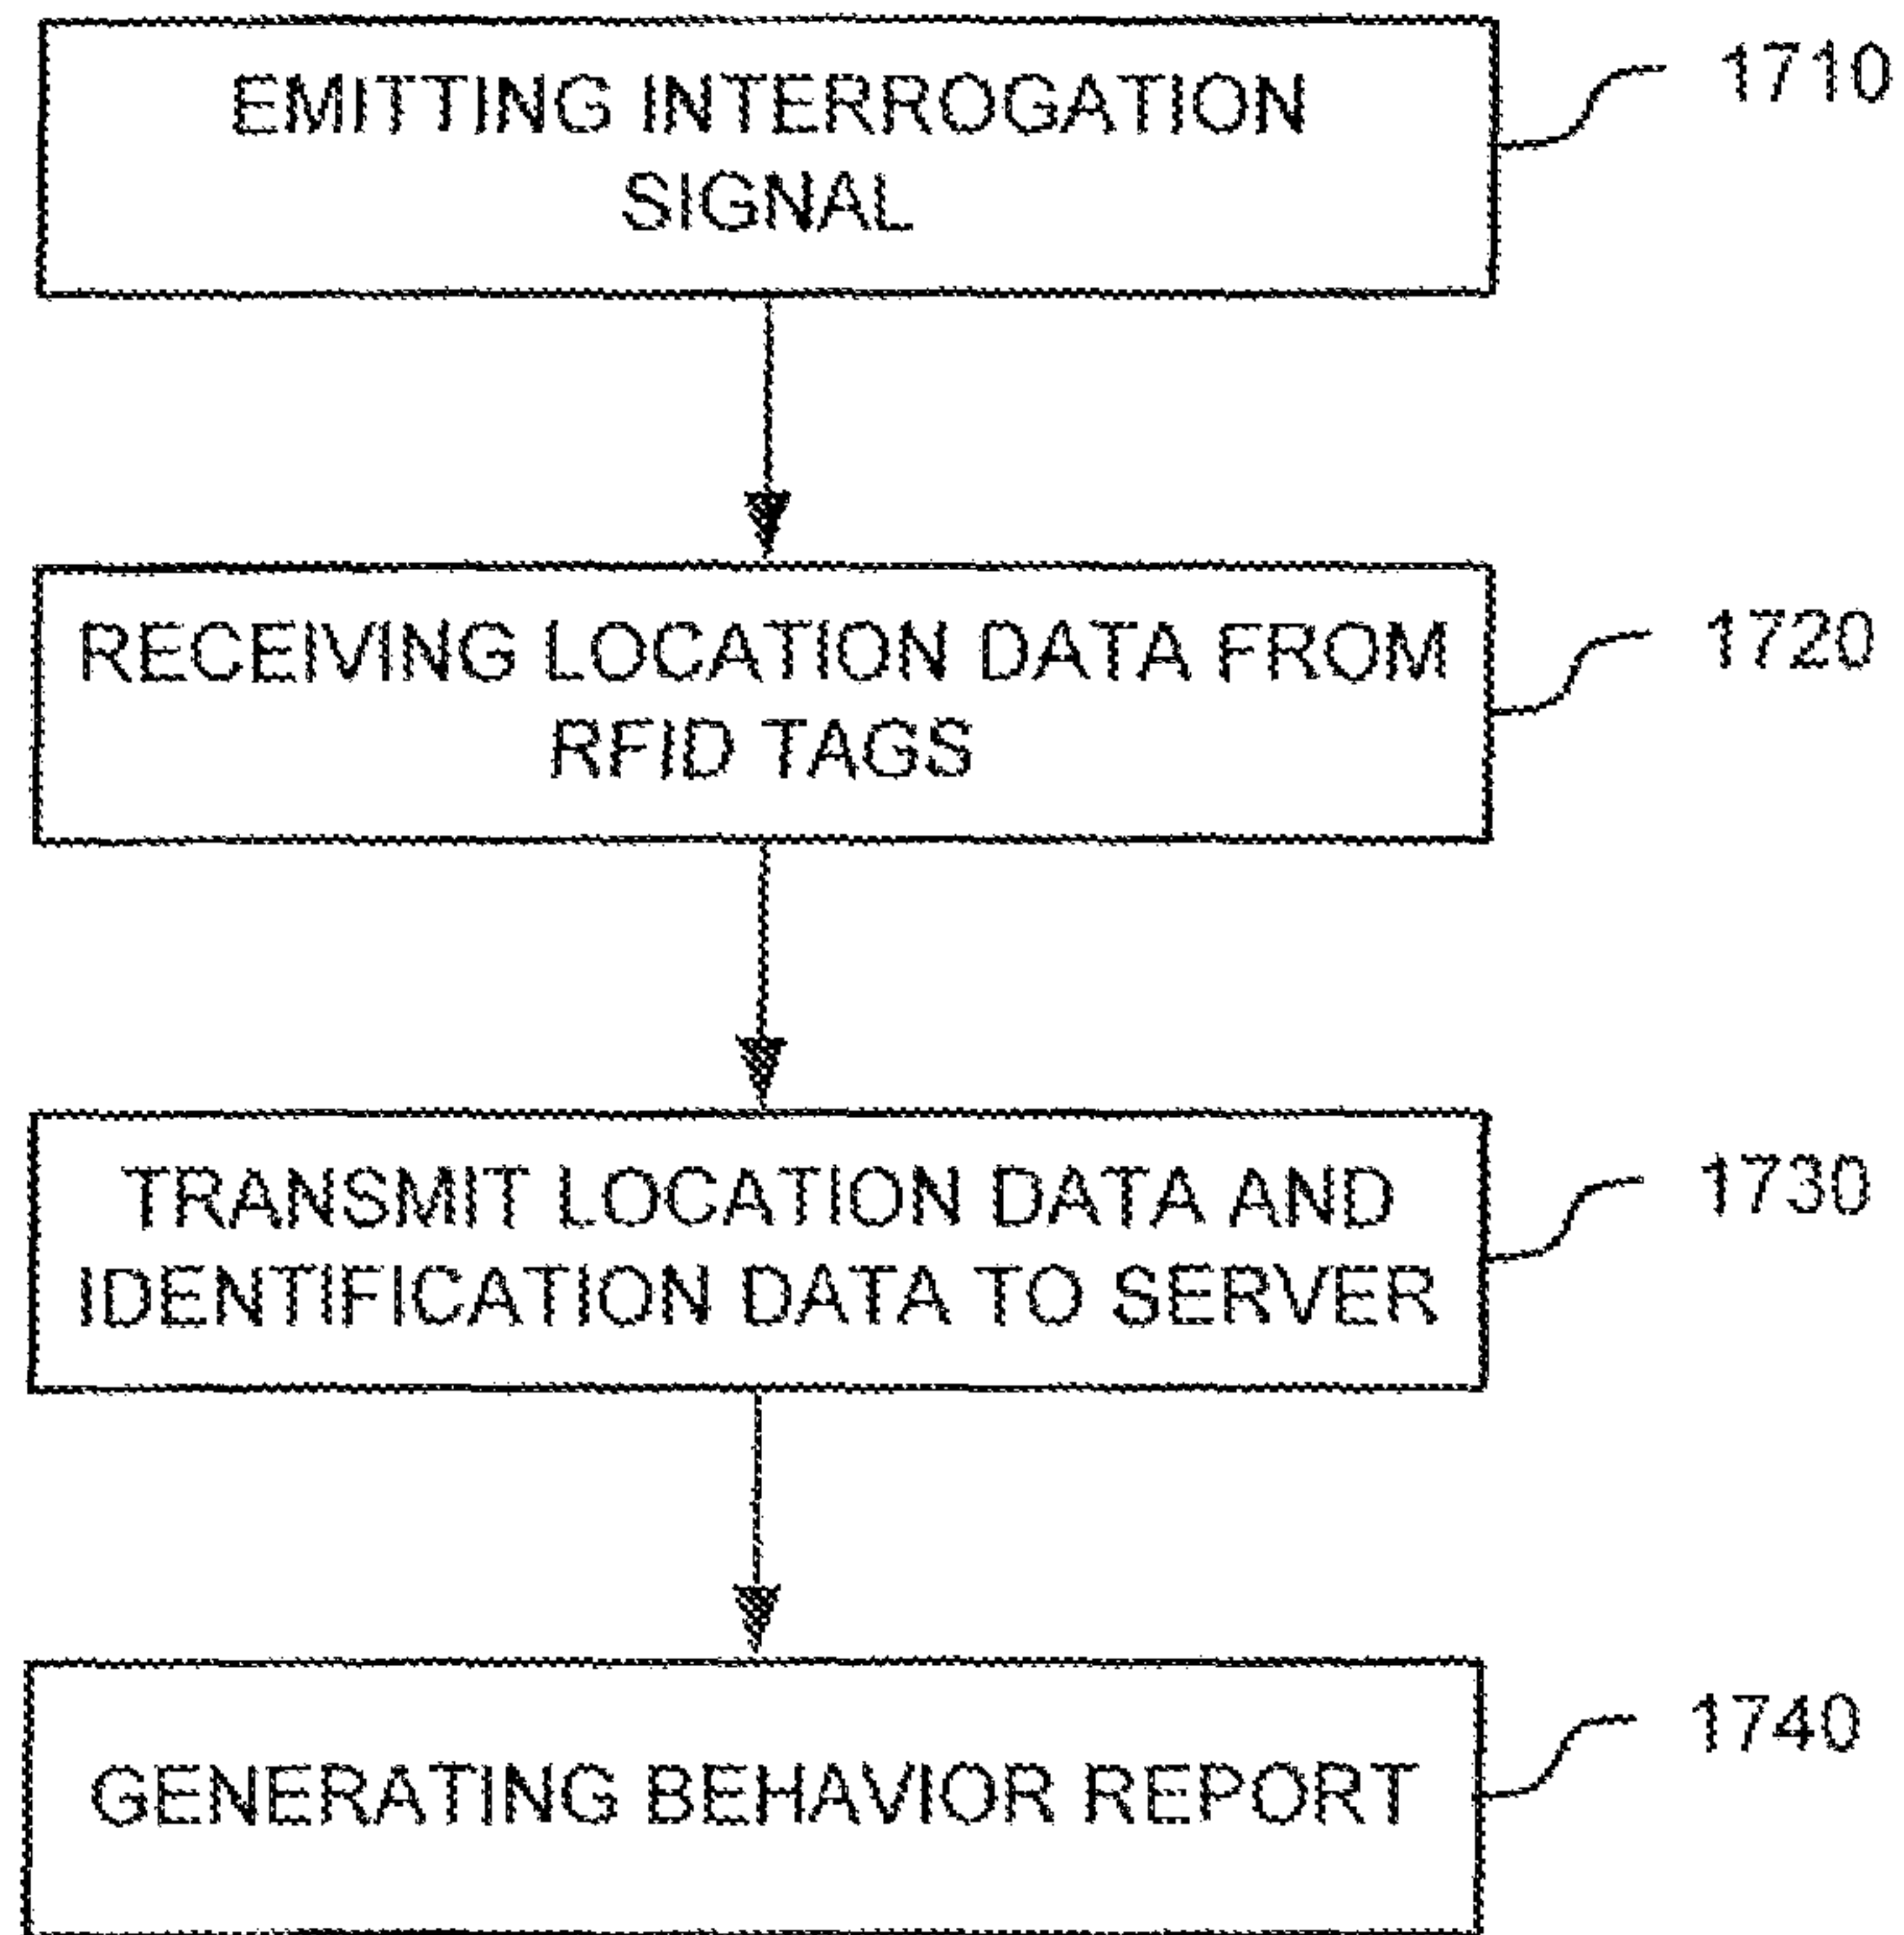 EMITTING INTERROGATION
SIGNAL
1710
RECEIVING LOCATION DATA FROM
RFID TAGS
1720
TRANSMIT LOCATION DATA AND
IDENTIFICATION DATA TO SERVER
1730
GENERATING BEHAVIOR REPORT
1740